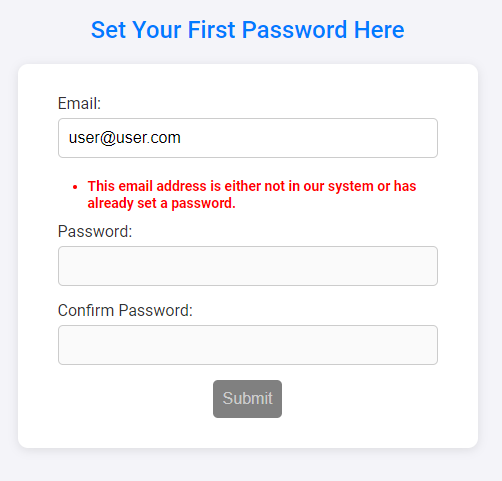 Set Your First Password Here
Email:
user@user.com
This email address is either not in our system or has
already set a password.
Password:
Confirm Password:
Submit